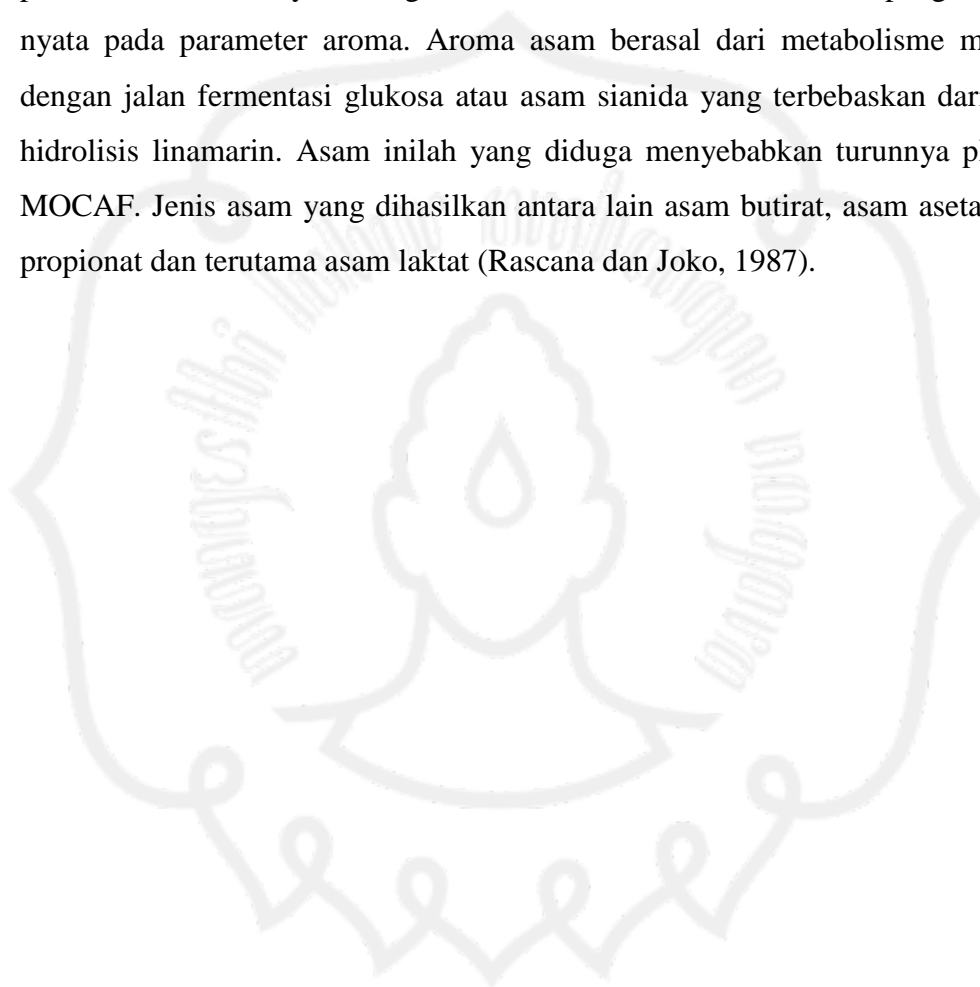 nyata pada parameter aroma. Aroma asam berasal dari metabolisme
dengan jalan fermentasi glukosa atau asam sianida yang terbebaskan dari
hidrolisis linamarin. Asam inilah yang diduga menyebabkan turunnya
MOCAF. Jenis asam yang dihasilkan antara lain asam butirat, asam
propionat dan terutama asam laktat (Rascana dan Joko, 1987).